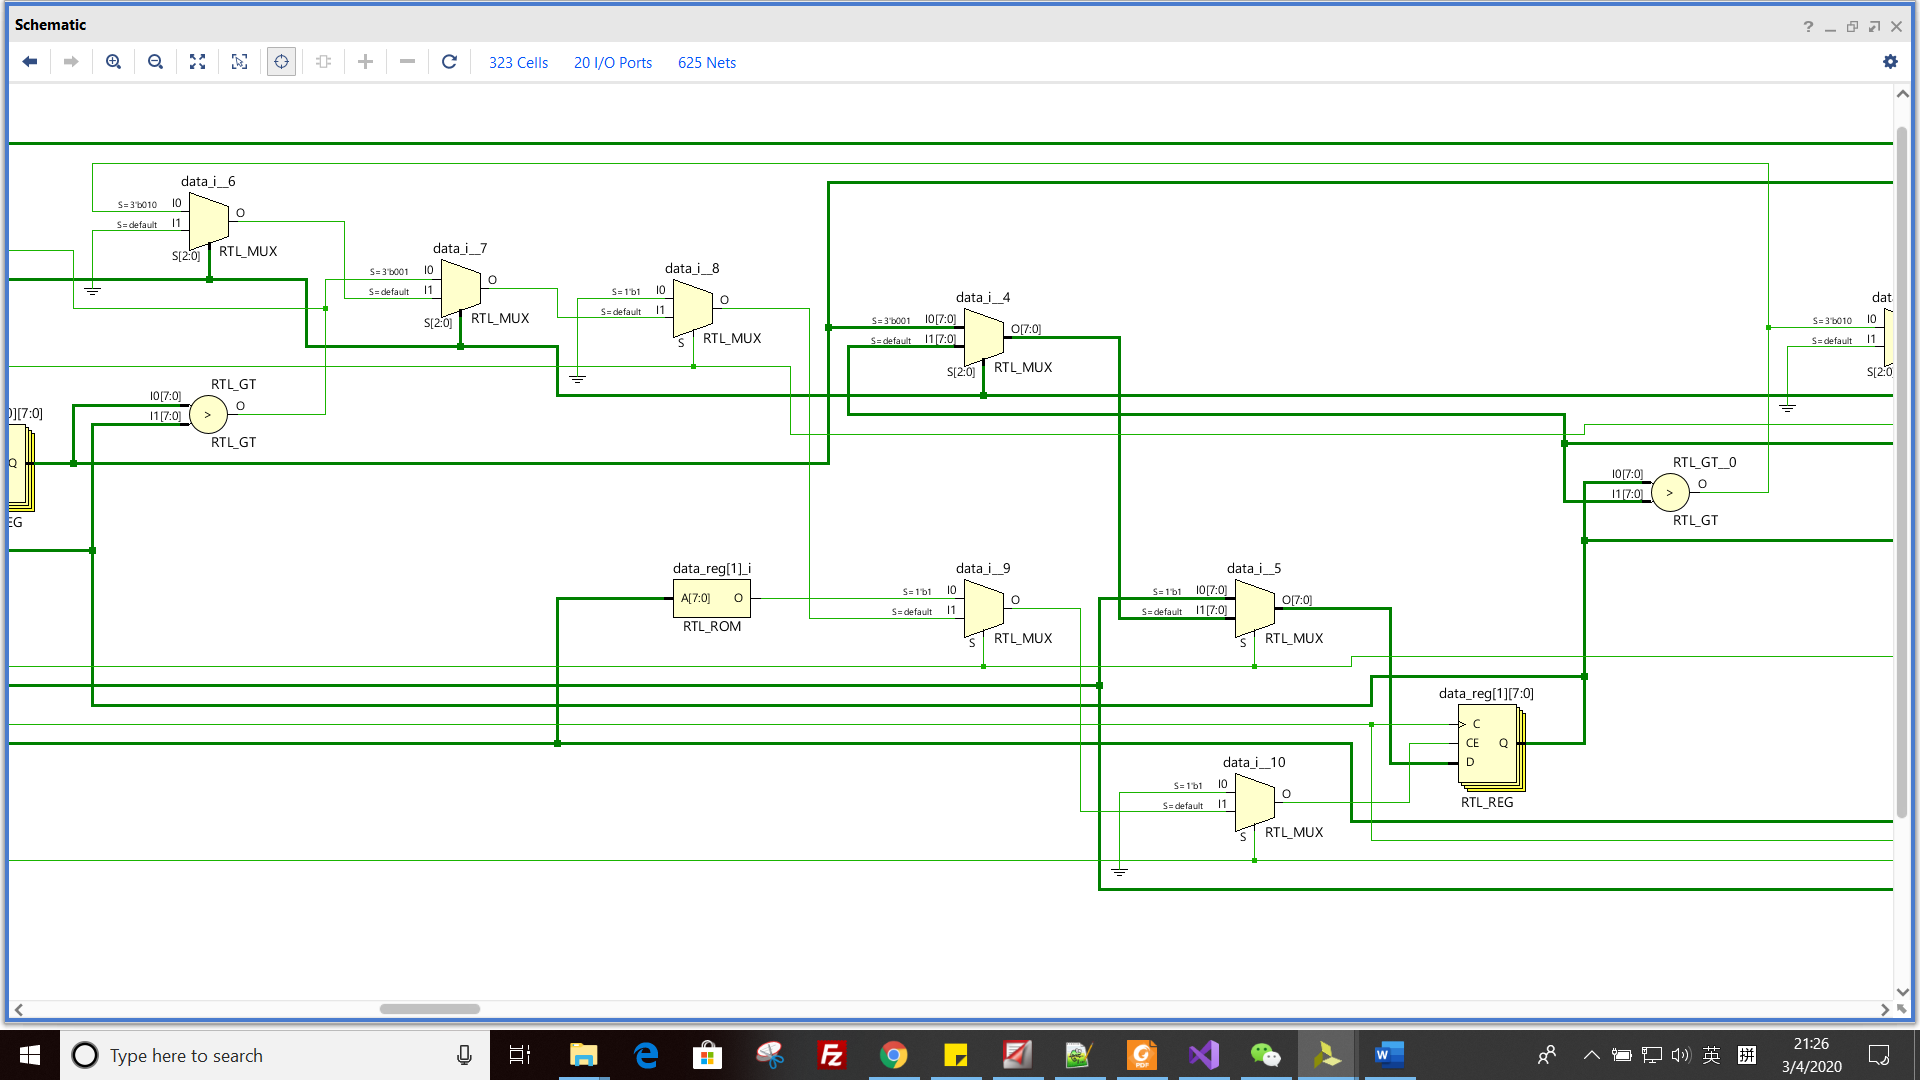 Schematic
323 Cells 20 I/O Ports 625 Nets
data_i__6
S=3'b010 I0 O
S=default I1
S[2:0] RTL_MUX
data_i__7
S=3'b001 I0 O
S=default I1
S[2:0] RTL_MUX
data_i__8
S=1'b1 I0 O
S=default I1
S RTL_MUX
data_i__4
S=3'b001 I0[7:0] O[7:0]
S=default I1[7:0]
S[2:0] RTL_MUX
dat
S=3'b010 I0
S=default I1
S[2:0
RTL_GT
I0[7:0] O
I1[7:0] >
RTL_GT
)][7:0]
Q
EG
RTL_GT__0
I0[7:0] O
I1[7:0] >
RTL_GT
data_reg[1]_i
A[7:0] O
RTL_ROM
data_i__9
S=1'b1 I0 O
S=default I1
S RTL_MUX
data_i__5
S=1'b1 I0[7:0] O[7:0]
S=default I1[7:0]
S RTL_MUX
data_reg[1][7:0]
C
CE Q
D
RTL_REG
data_i__10
S=1'b1 I0 O
S=default I1
S RTL_MUX
Type here to search
英 拼
21:26
3/4/2020